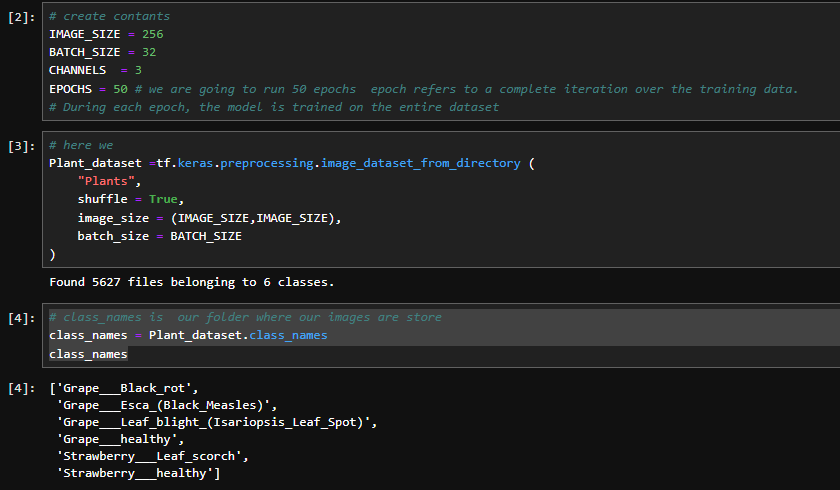 [2]: # create contants
IMAGE_SIZE = 256
BATCH_SIZE = 32
CHANNELS  = 3
EPOCHS = 50 # we are going to run 50 epochs  epoch refers to a complete iteration over the training data.
# During each epoch, the model is trained on the entire dataset
[3]: # here we
Plant_dataset =tf.keras.preprocessing.image_dataset_from_directory (
    "Plants",
    shuffle = True,
    image_size = (IMAGE_SIZE,IMAGE_SIZE),
    batch_size = BATCH_SIZE
)
Found 5627 files belonging to 6 classes.
[4]: # class_names is  our folder where our images are store
class_names = Plant_dataset.class_names
class_names
[4]: ['Grape___Black_rot',
 'Grape___Esca_(Black_Measles)',
 'Grape___Leaf_blight_(Isariopsis_Leaf_Spot)',
 'Grape___healthy',
 'Strawberry___Leaf_scorch',
 'Strawberry___healthy']